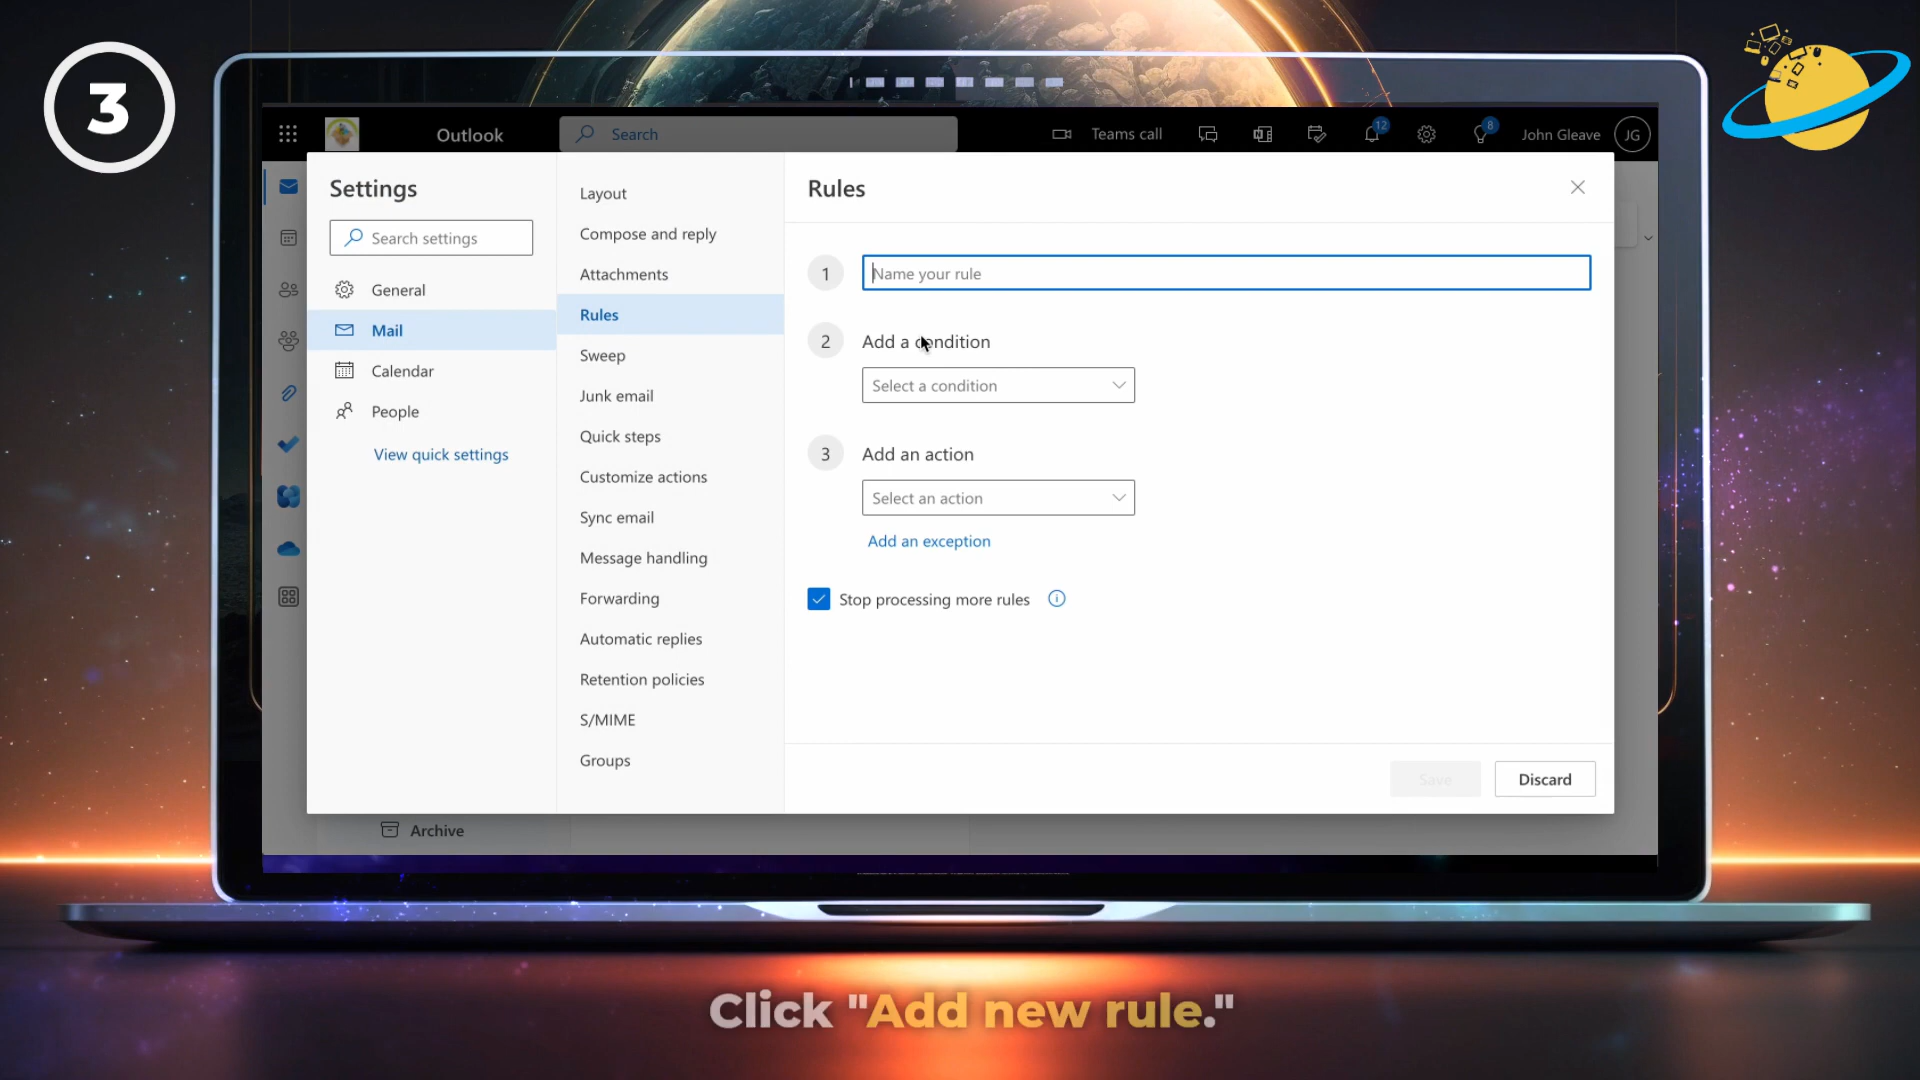 3
Outlook
Search
Teams call
12
8
John Gleave
JG
Settings
Search settings
General
Mail
Calendar
People
View quick settings
Layout
Compose and reply
Attachments
Rules
Sweep
Junk email
Quick steps
Customize actions
Sync email
Message handling
Forwarding
Automatic replies
Retention policies
S/MIME
Groups
Rules
1
Name your rule
2
Add a condition
Select a condition
3
Add an action
Select an action
Add an exception
Stop processing more rules
Save
Discard
Archive
Click "Add new rule."